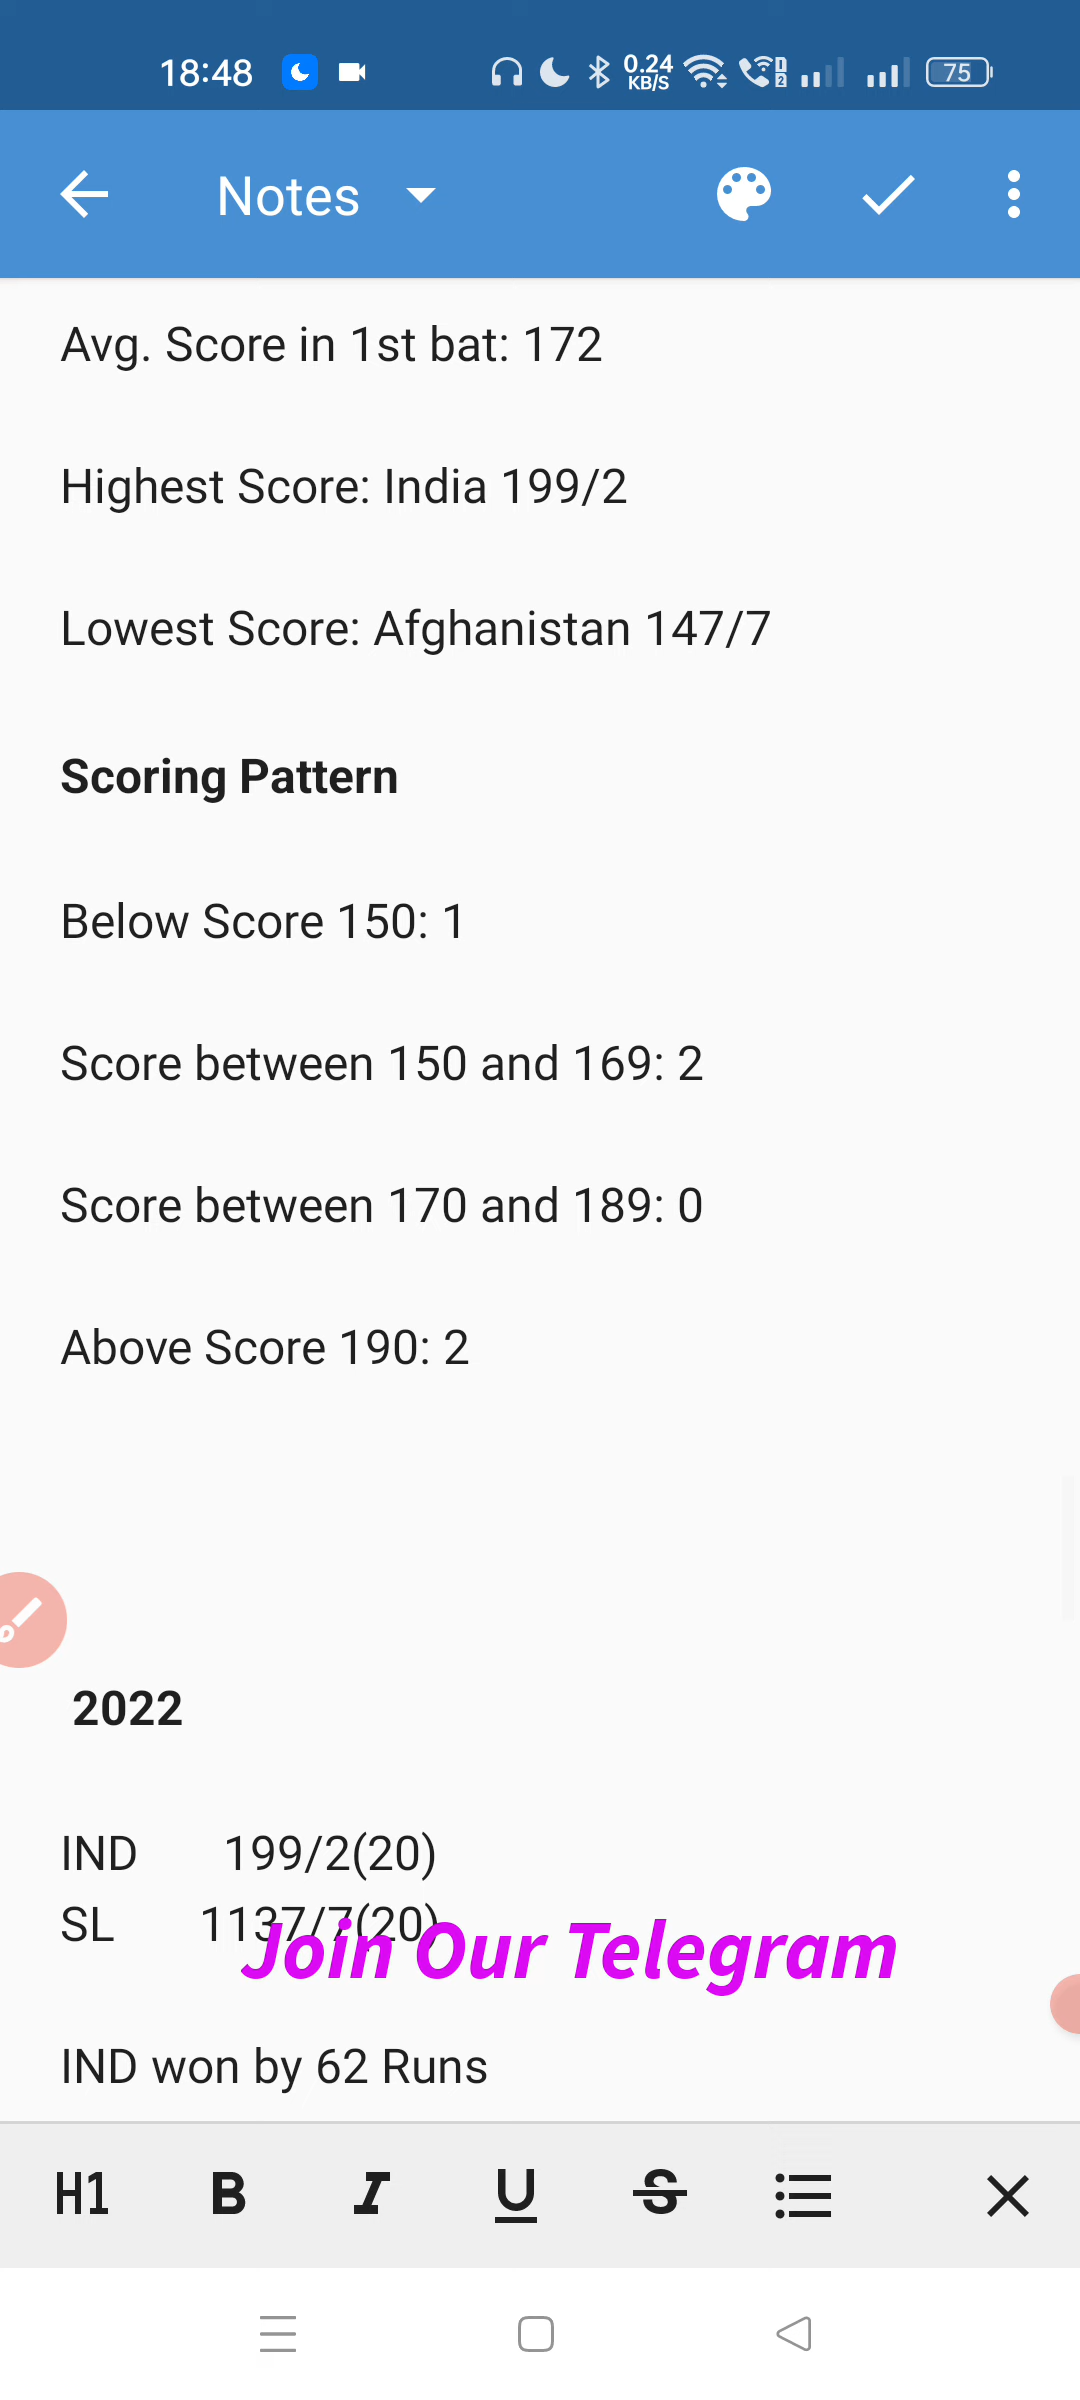 18:48
0.24
KB/S
75
Notes
Avg. Score in 1st bat: 172
Highest Score: India 199/2
Lowest Score: Afghanistan 147/7
Scoring Pattern
Below Score 150: 1
Score between 150 and 169: 2
Score between 170 and 189: 0
Above Score 190: 2
2022
IND 199/2(20)
SL 1137/7(20)
Join Our Telegram
IND won by 62 Runs
H1 B I U S